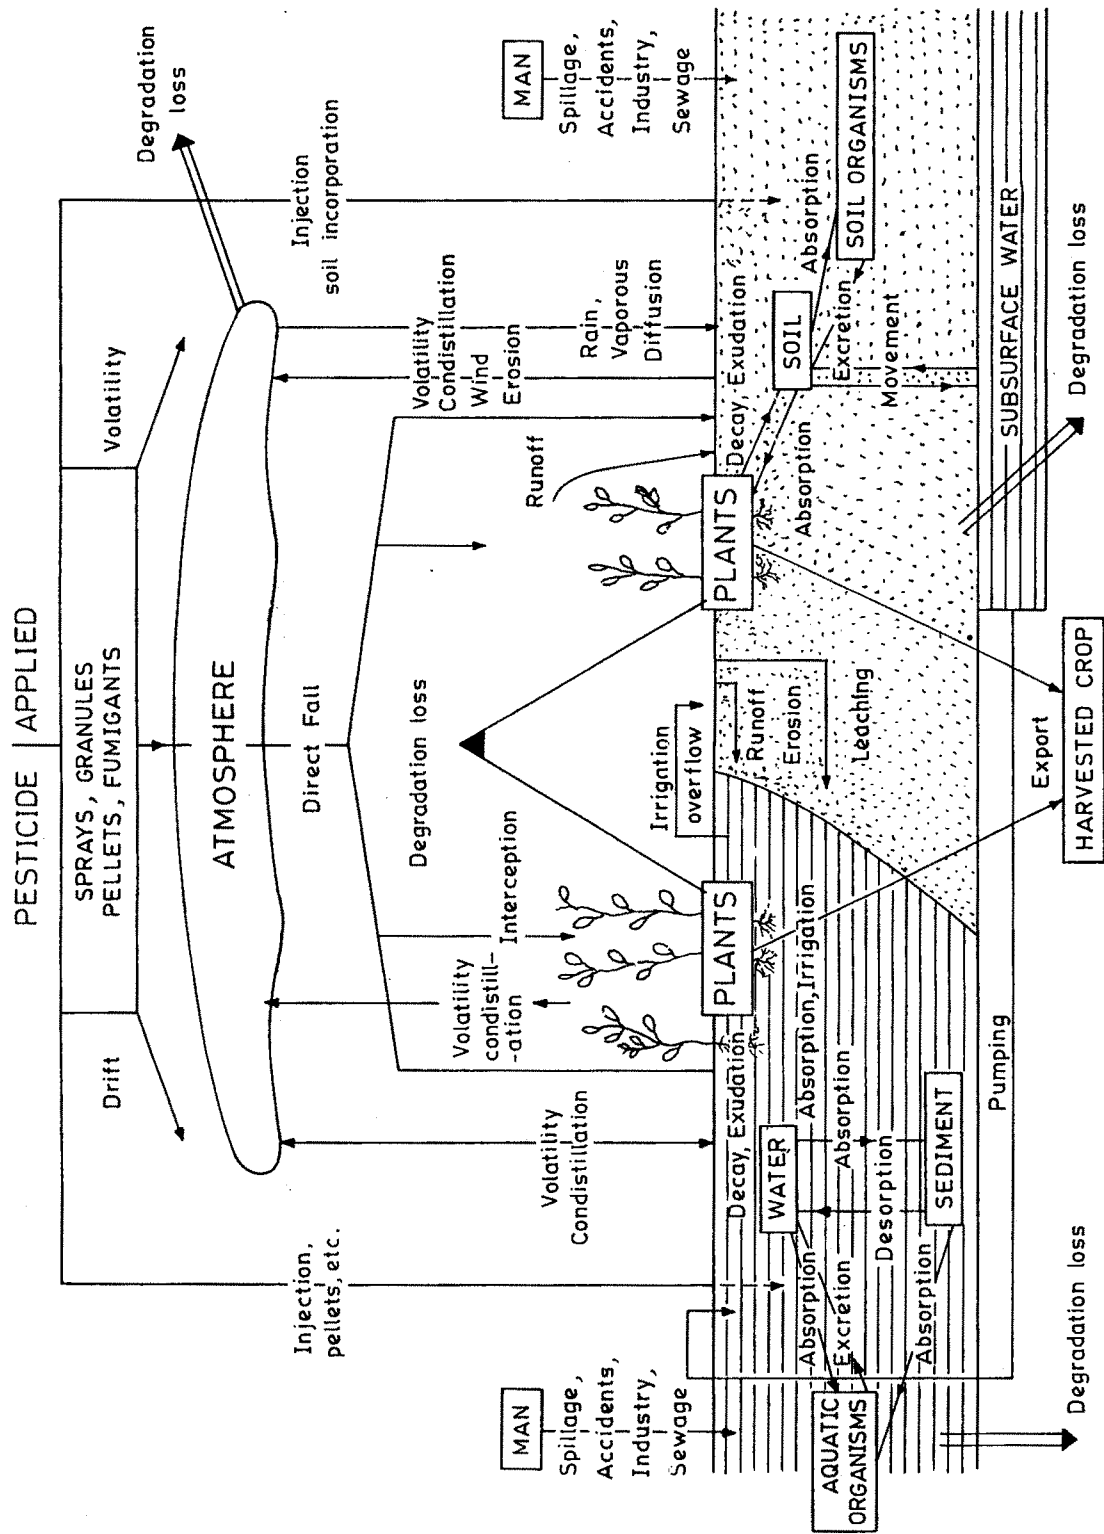 PESTICIDE APPLIED
SPRAYS, GRANULES
PELLETS, FUMIGANTS
Drift
Volatility
Degradation
loss
ATMOSPHERE
Direct Fall
Injection,
pellets, etc.
Injection
soil incorporation
Volatility
Condistillation
Volatility
condistill-
-ation
Interception
Degradation loss
Volatility
Condistillation
Wind
Erosion
Rain,
Vaporous
Diffusion
Runoff
MAN
Spillage,
Accidents,
Industry,
Sewage
MAN
Spillage,
Accidents,
Industry,
Sewage
Irrigation
overflow
PLANTS
PLANTS
Decay, Exudation
Decay, Exudation
Runoff
Erosion
Leaching
WATER
Absorption, Irrigation
Absorption
Desorption
SEDIMENT
Absorption
Excretion
Absorption
AQUATIC
ORGANISMS
SOIL
Absorption
Absorption
Excretion
Movement
SOIL ORGANISMS
SUBSURFACE WATER
Pumping
Export
HARVESTED CROP
Degradation loss
Degradation loss